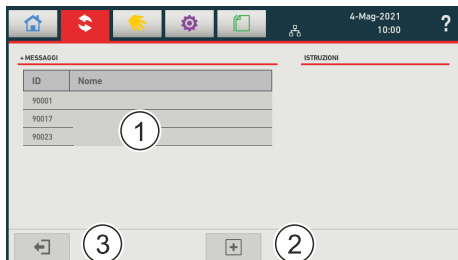 4-Mag-2021
10:00
?
+MESSAGGI
ISTRUZIONI
ID Nome
90001
90017
90023
1
3
2